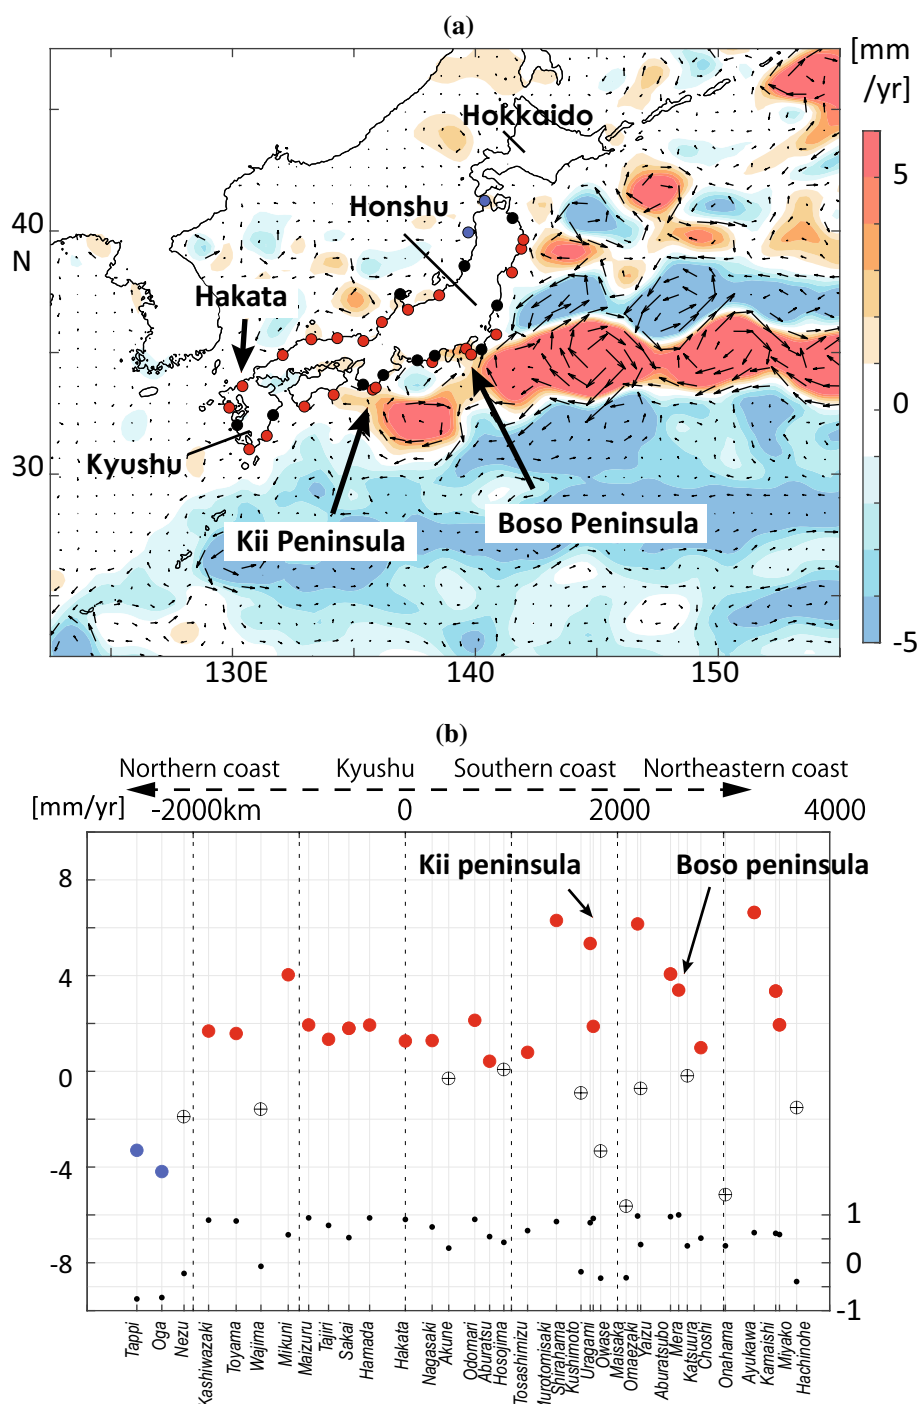 (a)
[mm
/yr]
Hokkaido
Honshu
40
N
Hakata
Kyushu
30
Kii Peninsula
Boso Peninsula
5
0
-5
130E
140
150
(b)
Northern coast
Kyushu
Southern coast
Northeastern coast
[mm/yr]
-2000km
0
2000
4000
Kii peninsula
Boso peninsula
8
4
0
-4
-8
1
0
-1
Tappi
Oga
Nezu
Kashiwazaki
Toyama
Wajima
Mikuni
Maizuru
Tajiri
Sakai
Hamada
Hakata
Nagasaki
Akune
Odomari
Aburatsu
Hosojima
Tosashimizu
Murotomisaki
Shirahama
Kushimoto
Uragami
Owase
Maisaka
Omaezaki
Yaizu
Aburatsubo
Mera
Katsuura
Choshi
Onahama
Ayukawa
Kamaishi
Miyako
Hachinohe